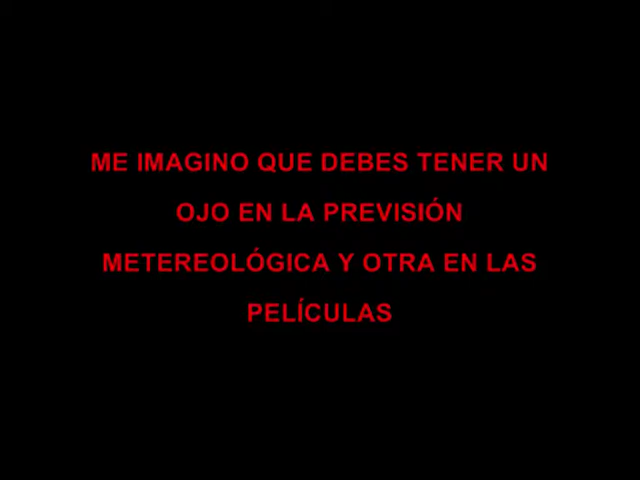 ME IMAGINO QUE DEBES TENER UN
OJO EN LA PREVISIÓN
METEREOLÓGICA Y OTRA EN LAS
PELÍCULAS